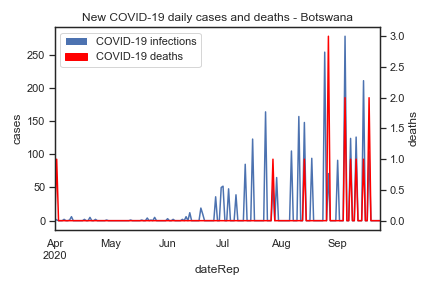 New COVID-19 daily cases and deaths - Botswana
COVID-19 infections
COVID-19 deaths
250
200
150
100
50
0
cases
3.0
2.5
2.0
1.5
1.0
0.5
0.0
deaths
Apr May Jun Jul Aug Sep
2020
dateRep